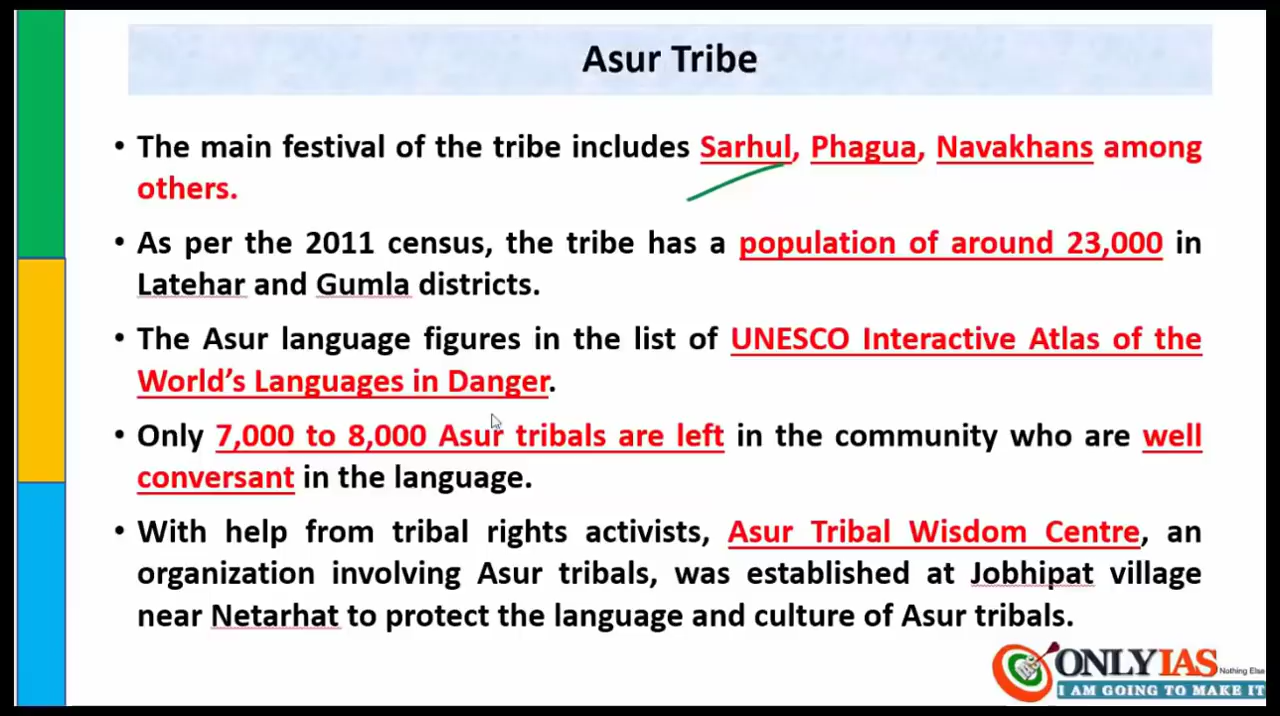 Asur Tribe
• The main festival of the tribe includes Sarhul, Phagua, Navakhans among
others.
• As per the 2011 census, the tribe has a population of around 23,000 in
Latehar and Gumla districts.
• The Asur language figures in the list of UNESCO Interactive Atlas of the
World’s Languages in Danger.
• Only 7,000 to 8,000 Asur tribals are left in the community who are well
conversant in the language.
• With help from tribal rights activists, Asur Tribal Wisdom Centre, an
organization involving Asur tribals, was established at Jobhipat village
near Netarhat to protect the language and culture of Asur tribals.
ONLYIAS Nothing Else
I AM GOING TO MAKE IT